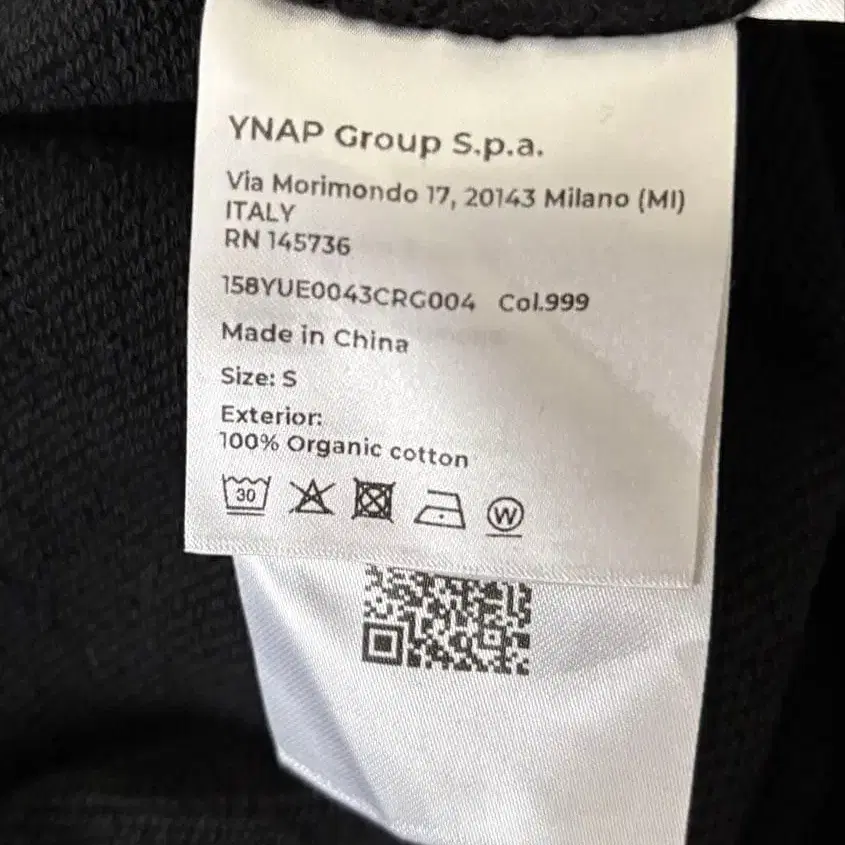 YNAP Group S.p.a.
Via Morimondo 17, 20143 Milano (MI)
ITALY
RN 145736
158YUE0043CRG004 Col.999
Made in China
Size: S
Exterior:
100% Organic cotton
30 W